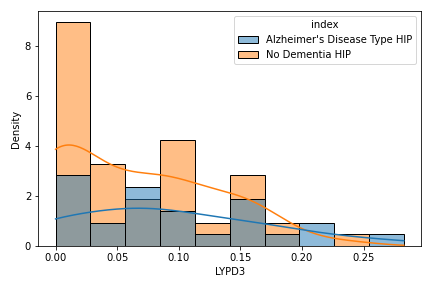 index
Alzheimer's Disease Type HIP
No Dementia HIP
8
6
4
2
0
Density
0.00 0.05 0.10 0.15 0.20 0.25
LYPD3